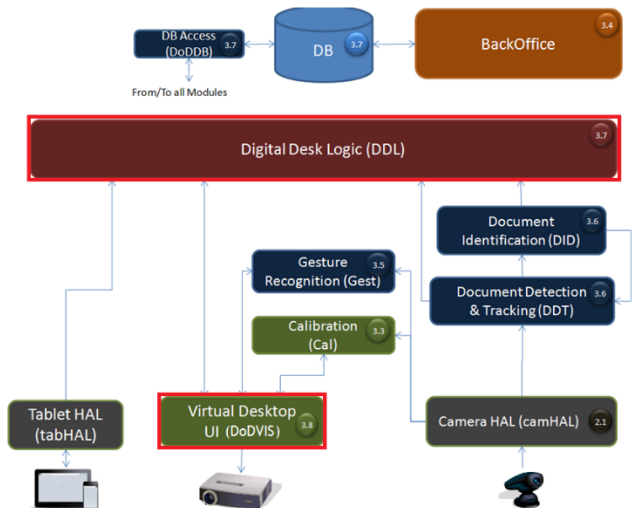 DB Access
(DoDDB)
3.7
DB
3.7
BackOffice
3.4
From/To all Modules
Digital Desk Logic (DDL)
3.7
Document
Identification (DID)
3.6
Gesture
Recognition (Gest)
3.5
Document Detection
& Tracking (DDT)
3.6
Calibration
(Cal)
3.3
Tablet HAL
(tabHAL)
Virtual Desktop
UI (DoDVIS)
3.8
Camera HAL (camHAL)
2.1